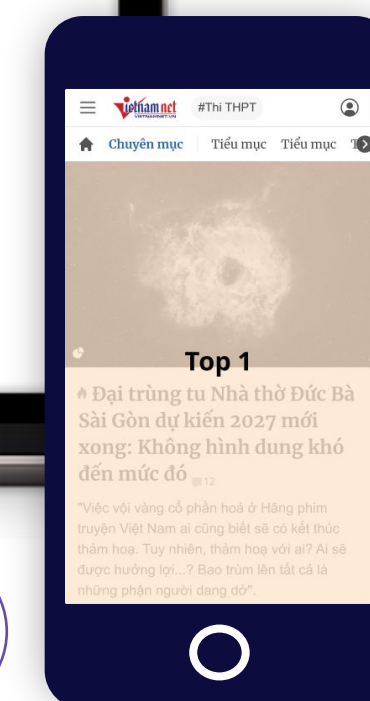 vietnamnet
VIETNAMNET.VN
#Thi THPT
Chuyên mục
Tiểu mục
Tiểu mục
Top 1
Đại trùng tu Nhà thờ Đức Bà
Sài Gòn dự kiến 2027 mới
xong: Không hình dung khó
đến mức đó
12
"Việc vội vàng cổ phần hoá ở Hãng phim
truyện Việt Nam ai cũng biết sẽ có kết thúc
thảm hoạ. Tuy nhiên, thảm hoạ với ai? Ai sẽ
được hưởng lợi...? Bao trùm lên tất cả là
những phận người dang dở".